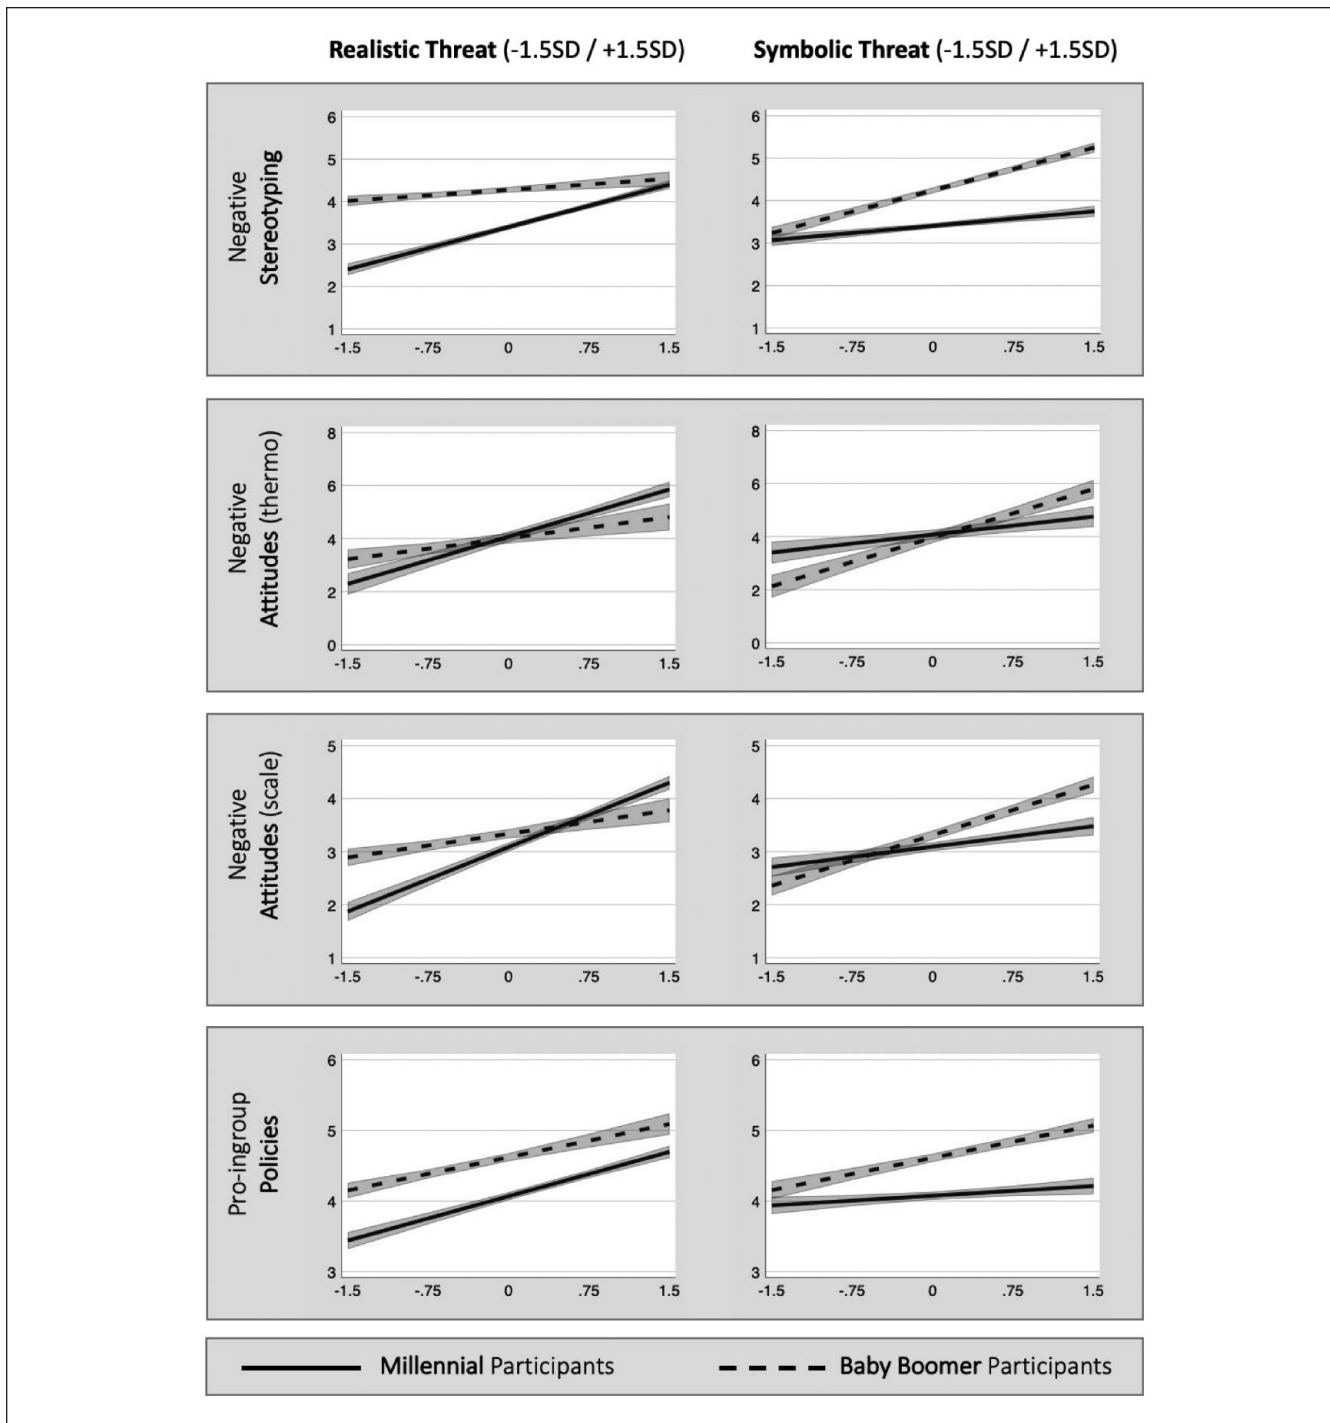 Realistic Threat (-1.5SD / +1.5SD)
Symbolic Threat (-1.5SD / +1.5SD)
Negative
Stereotyping
6
5
4
3
2
1
-1.5 -.75 0 .75 1.5
6
5
4
3
2
1
-1.5 -.75 0 .75 1.5
Negative
Attitudes (thermo)
8
6
4
2
0
-1.5 -.75 0 .75 1.5
8
6
4
2
0
-1.5 -.75 0 .75 1.5
Negative
Attitudes (scale)
5
4
3
2
1
-1.5 -.75 0 .75 1.5
5
4
3
2
1
-1.5 -.75 0 .75 1.5
Pro-ingroup
Policies
6
5
4
3
-1.5 -.75 0 .75 1.5
6
5
4
3
-1.5 -.75 0 .75 1.5
Millennial Participants
Baby Boomer Participants